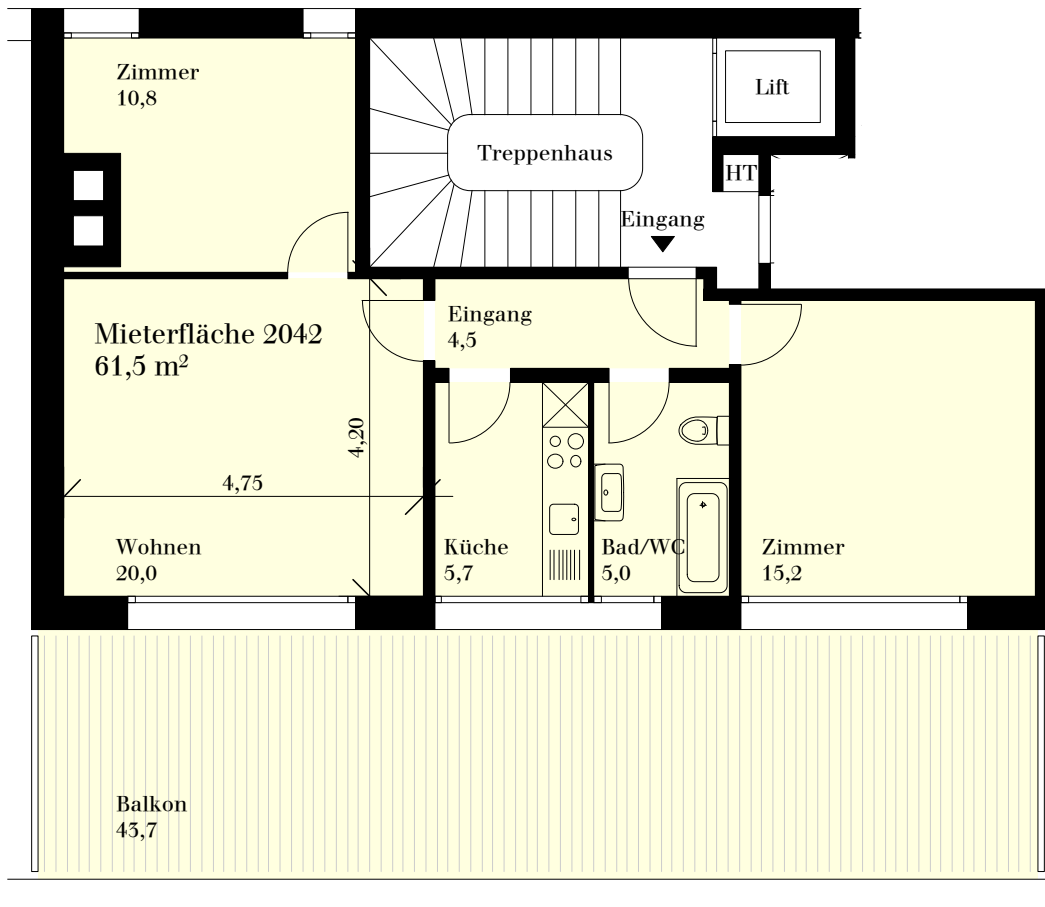 Zimmer
10,8
Lift
Treppenhaus
HT
Eingang
Eingang
4,5
Mieterfläche 2042
61,5 m²
4,20
4,75
Wohnen
20,0
Küche
5,7
Bad/WC
5,0
Zimmer
15,2
Balkon
43,7